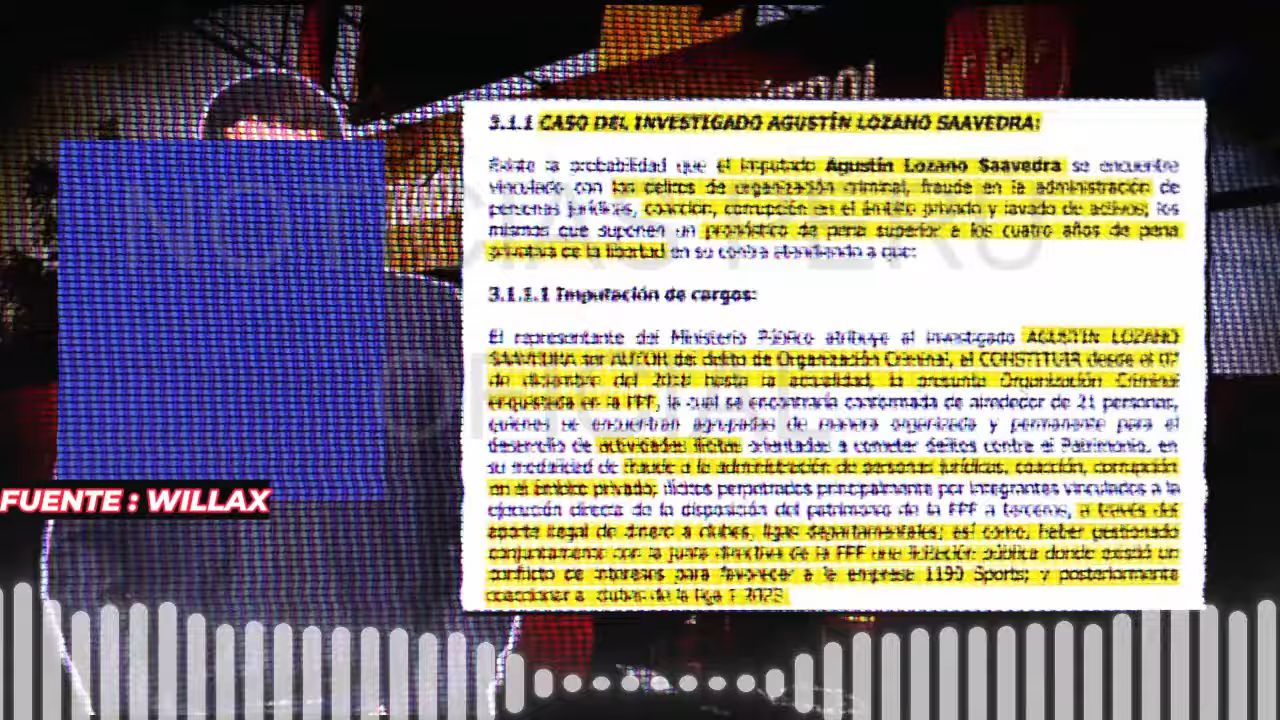 3.1.1 CASO DEL INVESTIGADO AGUSTÍN LOZANO SAAVEDRA:
Existe la probabilidad que el imputado Agustín Lozano Saavedra se encuentre
vinculado con los delitos de organización criminal, fraude en la administración de
personas jurídicas, coacción, corrupción en el ámbito privado y lavado de activos, los
mismos que suponen un pronóstico de pena superior a los cuatro años de pena
privativa de la libertad en su contra atendiendo a que:
3.1.1.1 Imputación de cargos:
El representante del Ministerio Público atribuye al investigado AGUSTÍN LOZANO
SAAVEDRA ser AUTOR del delito de Organización Criminal, al CONSTITUIR desde el 07
de diciembre del 2018 hasta la actualidad, la presunta Organización Criminal
enquistada en la FPF, la cual se encontraría conformada de alrededor de 21 personas,
quienes se encuentran agrupadas de manera organizada y permanente para el
desarrollo de actividades ilícitas orientadas a cometer delitos contra el Patrimonio, en
su modalidad de fraude a la administración de personas jurídicas, coacción, corrupción
en el ámbito privado; ilícitos perpetrados principalmente por integrantes vinculados a la
ejecución directa de la disposición del patrimonio de la FPF a terceros, a través del
aporte ilegal de dinero a clubes, ligas departamentales; así como, haber gestionado
conjuntamente con la junta directiva de la FPF una licitación pública donde existió un
conflicto de intereses para favorecer a la empresa 1190 Sports; y posteriormente
coaccionar a clubes de la liga 1 2023
FUENTE : WILLAX
NOTICIAS PERU